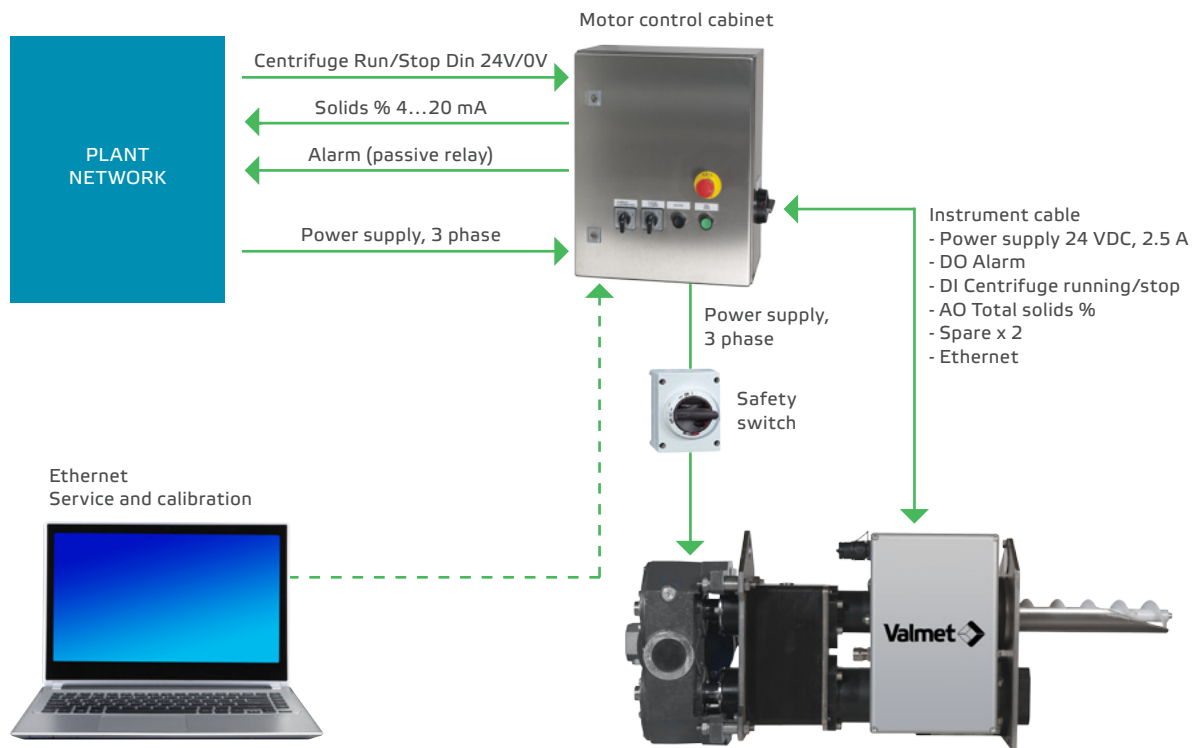 Motor control cabinet
Centrifuge Run/Stop Din 24V/0V
Solids % 4...20 mA
Alarm (passive relay)
Power supply, 3 phase
PLANT
NETWORK
Instrument cable
- Power supply 24 VDC, 2.5 A
- DO Alarm
- DI Centrifuge running/stop
- AO Total solids %
- Spare x 2
- Ethernet
Power supply,
3 phase
Safety
switch
Ethernet
Service and calibration
Valmet